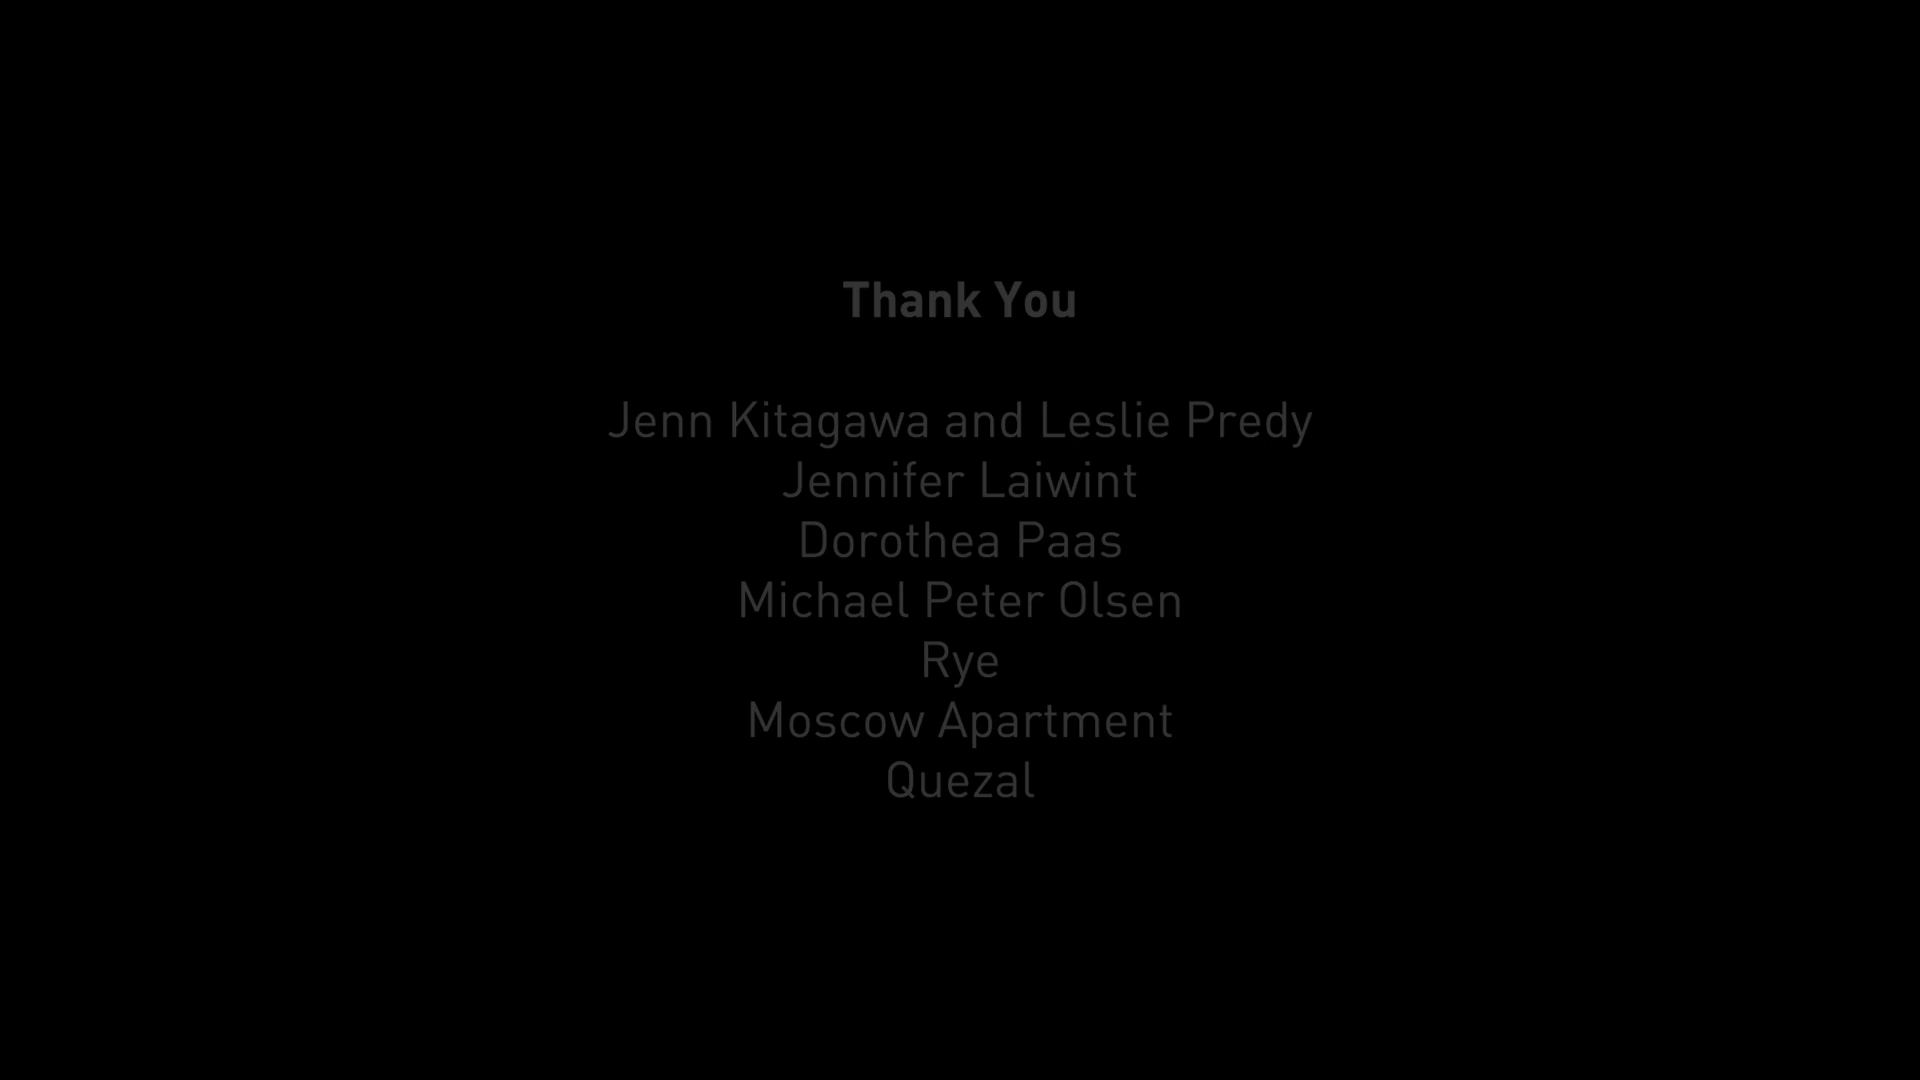 Thank You
Jenn Kitagawa and Leslie Predy
Jennifer Laiwint
Dorothea Paas
Michael Peter Olsen
Rye
Moscow Apartment
Quezal